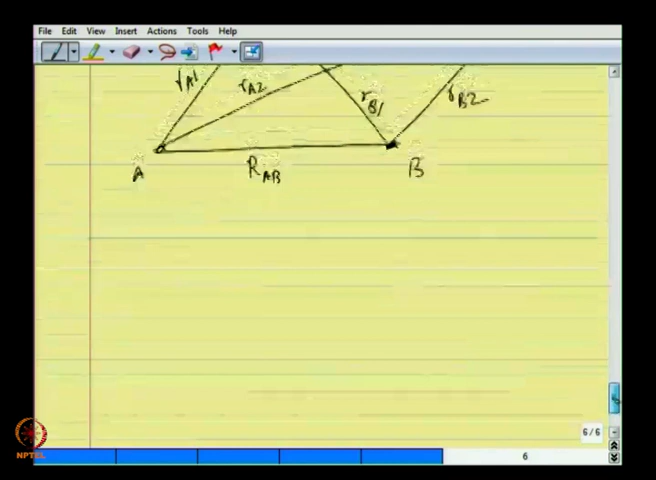 File Edit View Insert Actions Tools Help
rA1
rA2
rB1
rB2
A
RAB
B
6/6
NPTEL
6